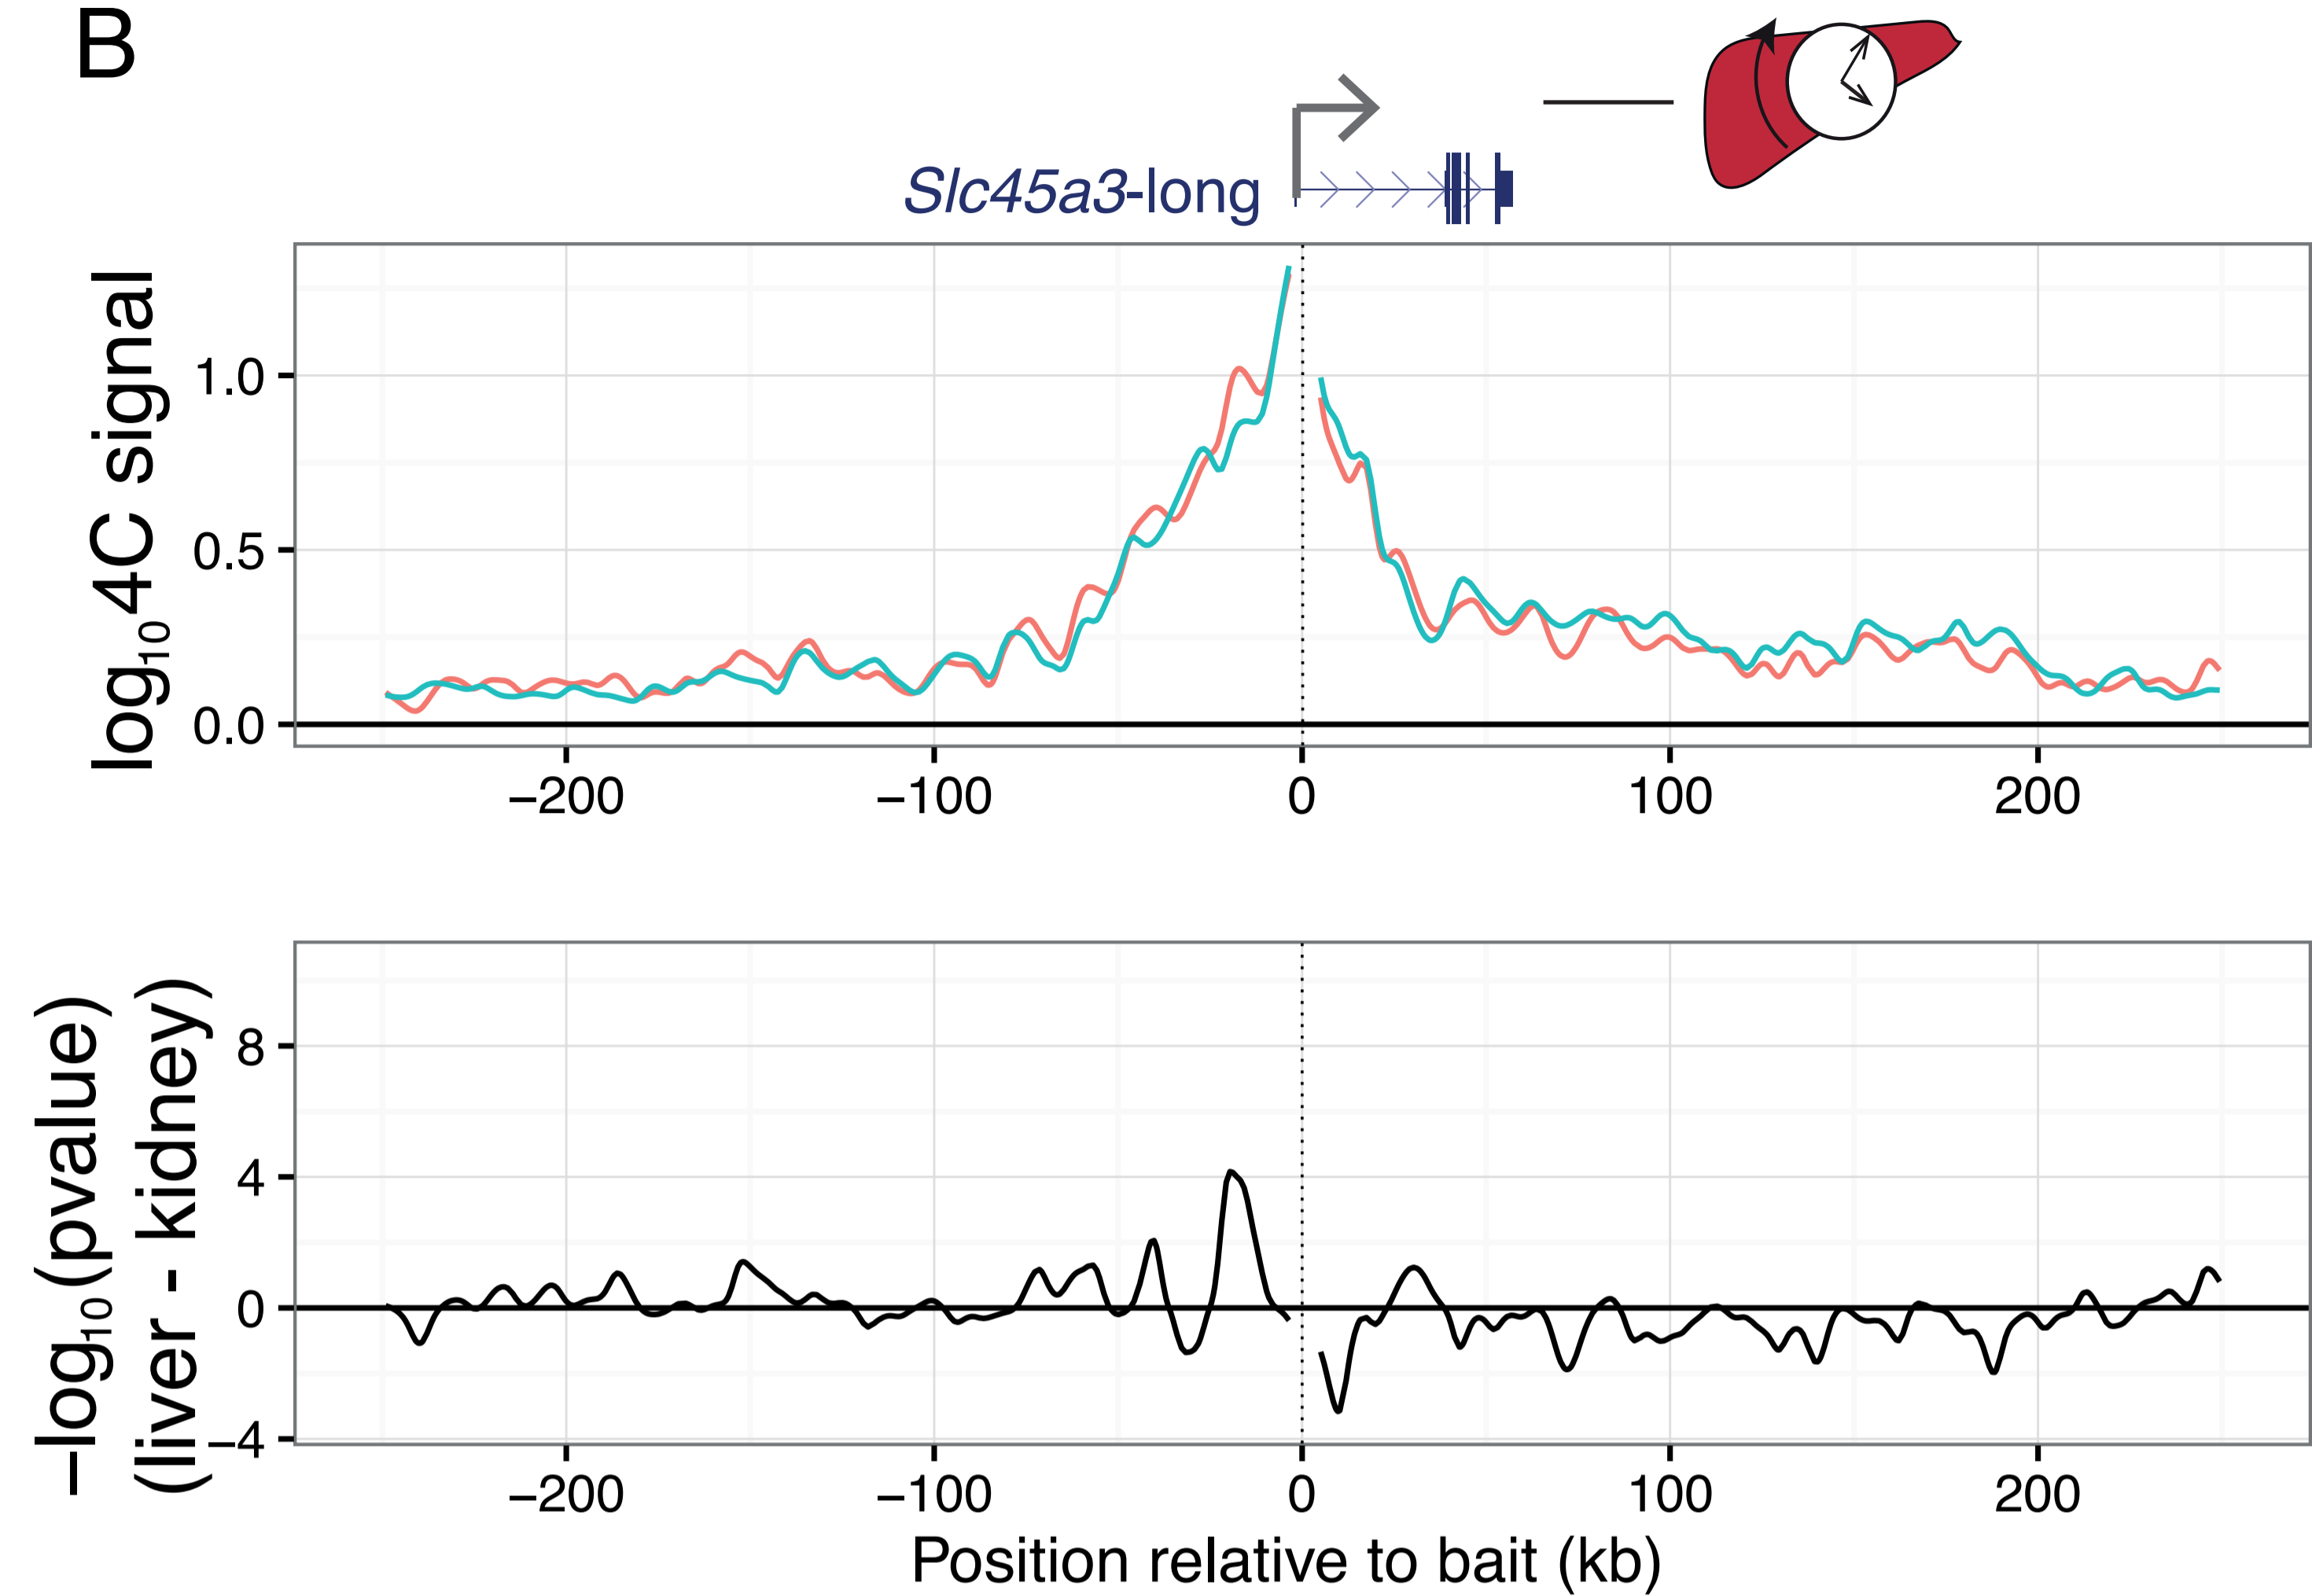 B
Slc45a3-long
log10 4C signal
1.0
0.5
0.0
−200 −100 0 100 200
−log10 (pvalue)
(liver - kidney)
8
4
0
−4
−200 −100 0 100 200
Position relative to bait (kb)